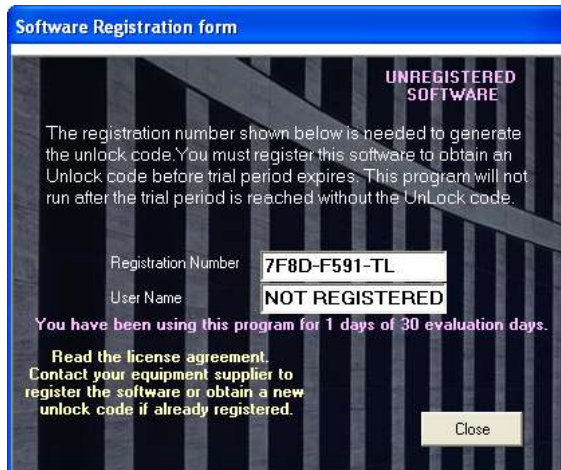 Software Registration form
UNREGISTERED
SOFTWARE
The registration number shown below is needed to generate
the unlock code.You must register this software to obtain an
Unlock code before trial period expires. This program will not
run after the trial period is reached without the UnLock code.
Registration Number 7F8D-F591-TL
User Name NOT REGISTERED
You have been using this program for 1 days of 30 evaluation days.
Read the license agreement.
Contact your equipment supplier to
register the software or obtain a new
unlock code if already registered.
Close